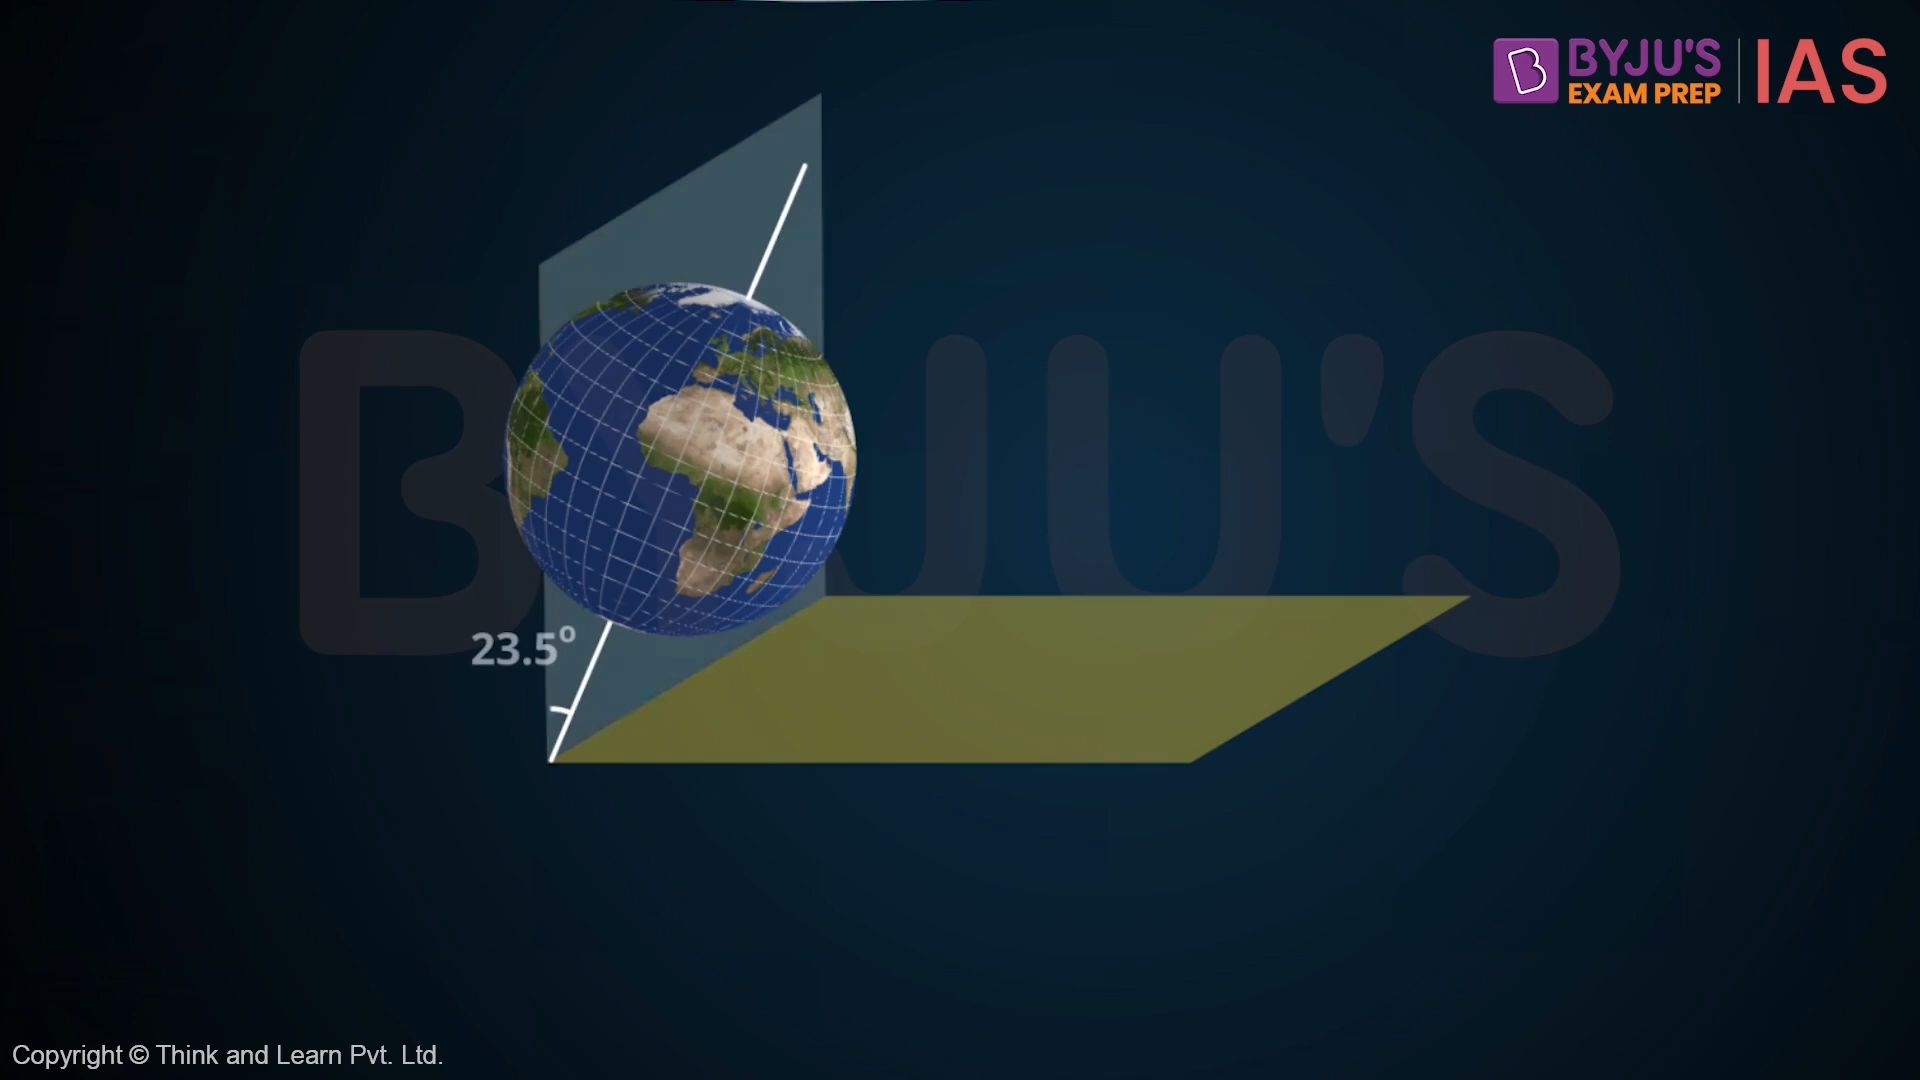 BYJU'S
EXAM PREP
IAS
BYJU'S
23.5°
Copyright © Think and Learn Pvt. Ltd.